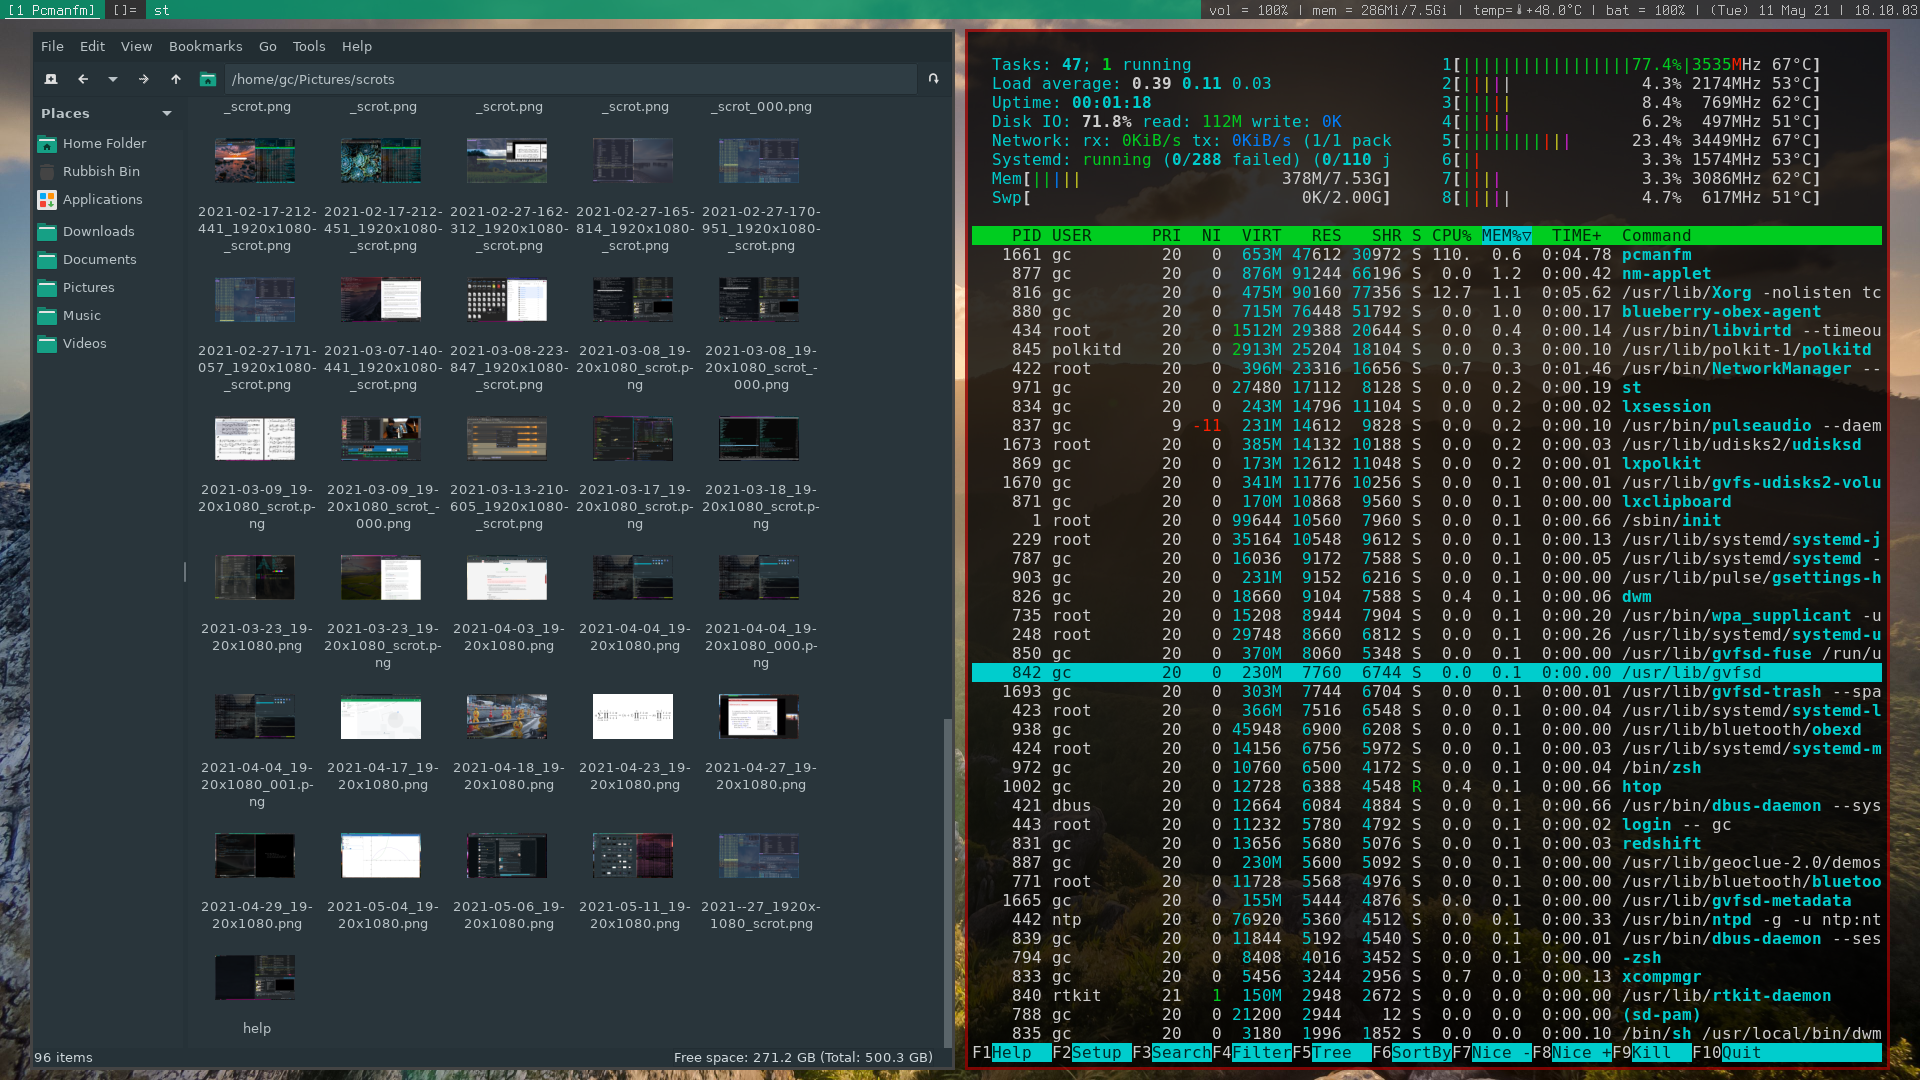 [1 Pcmanfm] []= st vol = 100% | mem = 286Mi/7.5Gi | temp=🌡+48.0°C | bat = 100% | (Tue) 11 May 21 | 18.10.03
File Edit View Bookmarks Go Tools Help
/home/gc/Pictures/scrots
Places
Home Folder
Rubbish Bin
Applications
Downloads
Documents
Pictures
Music
Videos
_scrot.png _scrot.png _scrot.png _scrot.png _scrot_000.png
2021-02-17-212- 2021-02-17-212- 2021-02-27-162- 2021-02-27-165- 2021-02-27-170-
441_1920x1080- 451_1920x1080- 312_1920x1080- 814_1920x1080- 951_1920x1080-
_scrot.png _scrot.png _scrot.png _scrot.png _scrot.png
2021-02-27-171- 2021-03-07-140- 2021-03-08-223- 2021-03-08_19- 2021-03-08_19-
057_1920x1080- 441_1920x1080- 847_1920x1080- 20x1080_scrot.p- 20x1080_scrot_-
_scrot.png _scrot.png _scrot.png ng 000.png
2021-03-09_19- 2021-03-09_19- 2021-03-13-210- 2021-03-17_19- 2021-03-18_19-
20x1080_scrot.p- 20x1080_scrot_- 605_1920x1080- 20x1080_scrot.p- 20x1080_scrot.p-
ng 000.png _scrot.png ng ng
2021-03-23_19- 2021-03-23_19- 2021-04-03_19- 2021-04-04_19- 2021-04-04_19-
20x1080.png 20x1080_scrot.p- 20x1080.png 20x1080.png 20x1080_000.p-
ng ng
2021-04-04_19- 2021-04-17_19- 2021-04-18_19- 2021-04-23_19- 2021-04-27_19-
20x1080_001.p- 20x1080.png 20x1080.png 20x1080.png 20x1080.png
ng
2021-04-29_19- 2021-05-04_19- 2021-05-06_19- 2021-05-11_19- 2021--27_1920x-
20x1080.png 20x1080.png 20x1080.png 20x1080.png 1080_scrot.png
help
96 items Free space: 271.2 GB (Total: 500.3 GB)
Tasks: 47; 1 running
Load average: 0.39 0.11 0.03
Uptime: 00:01:18
Disk IO: 71.8% read: 112M write: 0K
Network: rx: 0KiB/s tx: 0KiB/s (1/1 pack
Systemd: running (0/288 failed) (0/110 j
Mem[||||| 378M/7.53G]
Swp[ 0K/2.00G]
1[|||||||||||||||||77.4%|3535MHz 67°C]
2[||||| 4.3% 2174MHz 53°C]
3[||||| 8.4% 769MHz 62°C]
4[||||| 6.2% 497MHz 51°C]
5[||||||||||| 23.4% 3449MHz 67°C]
6[|| 3.3% 1574MHz 53°C]
7[|||| 3.3% 3086MHz 62°C]
8[||||| 4.7% 617MHz 51°C]
PID USER PRI NI VIRT RES SHR S CPU% MEM%▽ TIME+ Command
1661 gc 20 0 653M 47612 30972 S 110. 0.6 0:04.78 pcmanfm
877 gc 20 0 876M 91244 66196 S 0.0 1.2 0:00.42 nm-applet
816 gc 20 0 475M 90160 77356 S 12.7 1.1 0:05.62 /usr/lib/Xorg -nolisten tc
880 gc 20 0 715M 76448 51792 S 0.0 1.0 0:00.17 blueberry-obex-agent
434 root 20 0 1512M 29388 20644 S 0.0 0.4 0:00.14 /usr/bin/libvirtd --timeou
845 polkitd 20 0 2913M 25204 18104 S 0.0 0.3 0:00.10 /usr/lib/polkit-1/polkitd
422 root 20 0 396M 23316 16656 S 0.7 0.3 0:01.46 /usr/bin/NetworkManager --
971 gc 20 0 27480 17112 8128 S 0.0 0.2 0:00.19 st
834 gc 20 0 243M 14796 11104 S 0.0 0.2 0:00.02 lxsession
837 gc 9 -11 231M 14612 9828 S 0.0 0.2 0:00.10 /usr/bin/pulseaudio --daem
1673 root 20 0 385M 14132 10188 S 0.0 0.2 0:00.03 /usr/lib/udisks2/udisksd
869 gc 20 0 173M 12612 11048 S 0.0 0.2 0:00.01 lxpolkit
1670 gc 20 0 341M 11776 10256 S 0.0 0.1 0:00.01 /usr/lib/gvfs-udisks2-volu
871 gc 20 0 170M 10868 9560 S 0.0 0.1 0:00.00 lxclipboard
1 root 20 0 99644 10560 7960 S 0.0 0.1 0:00.66 /sbin/init
229 root 20 0 35164 10548 9612 S 0.0 0.1 0:00.13 /usr/lib/systemd/systemd-j
787 gc 20 0 16036 9172 7588 S 0.0 0.1 0:00.05 /usr/lib/systemd/systemd -
903 gc 20 0 231M 9152 6216 S 0.0 0.1 0:00.00 /usr/lib/pulse/gsettings-h
826 gc 20 0 18660 9104 7588 S 0.4 0.1 0:00.06 dwm
735 root 20 0 15208 8944 7904 S 0.0 0.1 0:00.20 /usr/bin/wpa_supplicant -u
248 root 20 0 29748 8660 6812 S 0.0 0.1 0:00.26 /usr/lib/systemd/systemd-u
850 gc 20 0 370M 8060 5348 S 0.0 0.1 0:00.00 /usr/lib/gvfsd-fuse /run/u
842 gc 20 0 230M 7760 6744 S 0.0 0.1 0:00.00 /usr/lib/gvfsd
1693 gc 20 0 303M 7744 6704 S 0.0 0.1 0:00.01 /usr/lib/gvfsd-trash --spa
423 root 20 0 366M 7516 6548 S 0.0 0.1 0:00.04 /usr/lib/systemd/systemd-l
938 gc 20 0 45948 6900 6208 S 0.0 0.1 0:00.00 /usr/lib/bluetooth/obexd
424 root 20 0 14156 6756 5972 S 0.0 0.1 0:00.03 /usr/lib/systemd/systemd-m
972 gc 20 0 10760 6500 4172 S 0.0 0.1 0:00.04 /bin/zsh
1002 gc 20 0 12728 6388 4548 R 0.4 0.1 0:00.66 htop
421 dbus 20 0 12664 6084 4884 S 0.0 0.1 0:00.66 /usr/bin/dbus-daemon --sys
443 root 20 0 11232 5780 4792 S 0.0 0.1 0:00.02 login -- gc
831 gc 20 0 13656 5680 5076 S 0.0 0.1 0:00.03 redshift
887 gc 20 0 230M 5600 5092 S 0.0 0.1 0:00.00 /usr/lib/geoclue-2.0/demos
771 root 20 0 11728 5568 4976 S 0.0 0.1 0:00.00 /usr/lib/bluetooth/bluetoo
1665 gc 20 0 155M 5444 4876 S 0.0 0.1 0:00.00 /usr/lib/gvfsd-metadata
442 ntp 20 0 76920 5360 4512 S 0.0 0.1 0:00.33 /usr/bin/ntpd -g -u ntp:nt
839 gc 20 0 11844 5192 4540 S 0.0 0.1 0:00.01 /usr/bin/dbus-daemon --ses
794 gc 20 0 8408 4016 3452 S 0.0 0.1 0:00.00 -zsh
833 gc 20 0 5456 3244 2956 S 0.7 0.0 0:00.13 xcompmgr
840 rtkit 21 1 150M 2948 2672 S 0.0 0.0 0:00.00 /usr/lib/rtkit-daemon
788 gc 20 0 21200 2944 12 S 0.0 0.0 0:00.00 (sd-pam)
835 gc 20 0 3180 1996 1852 S 0.0 0.0 0:00.10 /bin/sh /usr/local/bin/dwm
F1Help F2Setup F3SearchF4FilterF5Tree F6SortByF7Nice -F8Nice +F9Kill F10Quit